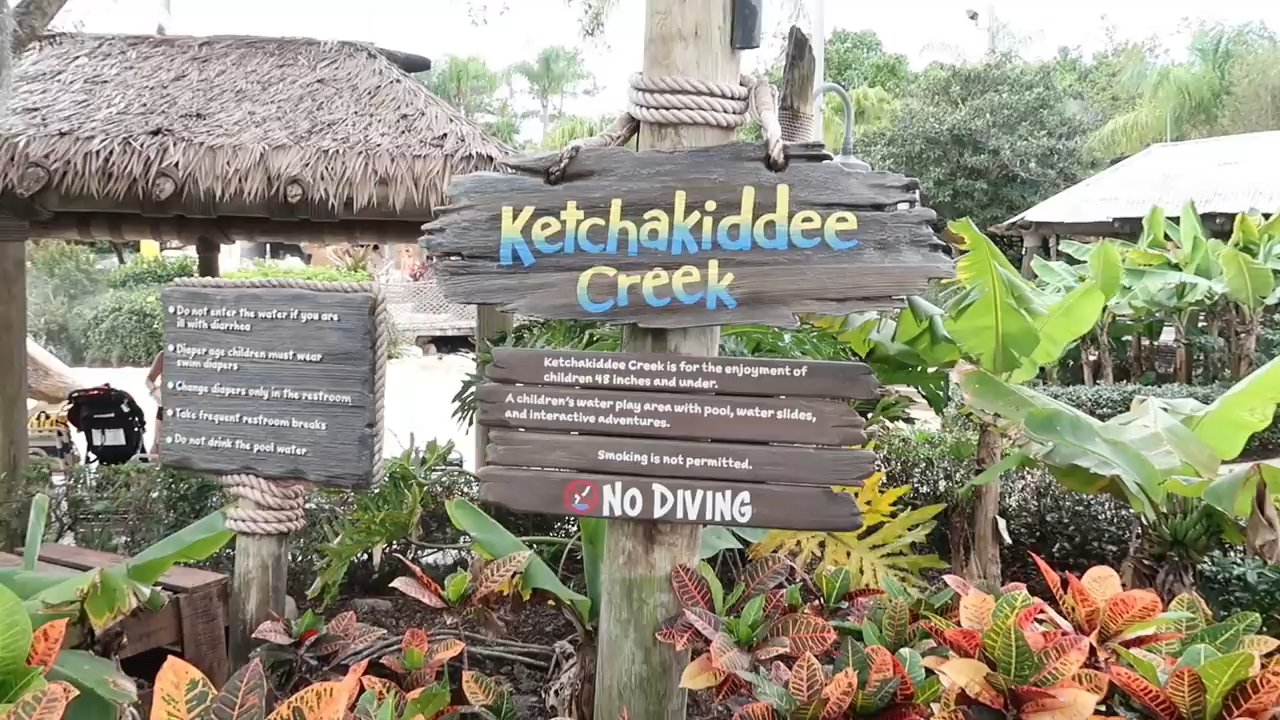 Ketchakiddee
Creek
• Do not enter the water if you are
ill with diarrhea
• Diaper age children must wear
swim diapers
• Change diapers only in the restroom
• Take frequent restroom breaks
• Do not drink the pool water.
Ketchakiddee Creek is for the enjoyment of
children 48 inches and under.
A children's water play area with pool, water slides,
and interactive adventures.
Smoking is not permitted.
NO DIVING